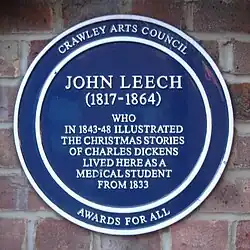 CRAWLEY ARTS COUNCIL
JOHN LEECH
(1817-1864)
WHO
IN 1843-48 ILLUSTRATED
THE CHRISTMAS STORIES
OF CHARLES DICKENS
LIVED HERE AS A
MEDICAL STUDENT
FROM 1833
AWARDS FOR ALL